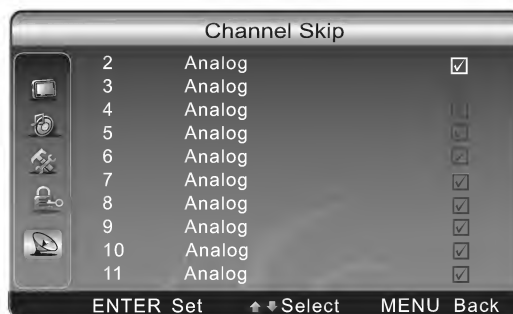 Channel Skip
2 Analog
3 Analog
4 Analog
5 Analog
6 Analog
7 Analog
8 Analog
9 Analog
10 Analog
11 Analog
ENTER Set Select MENU Back